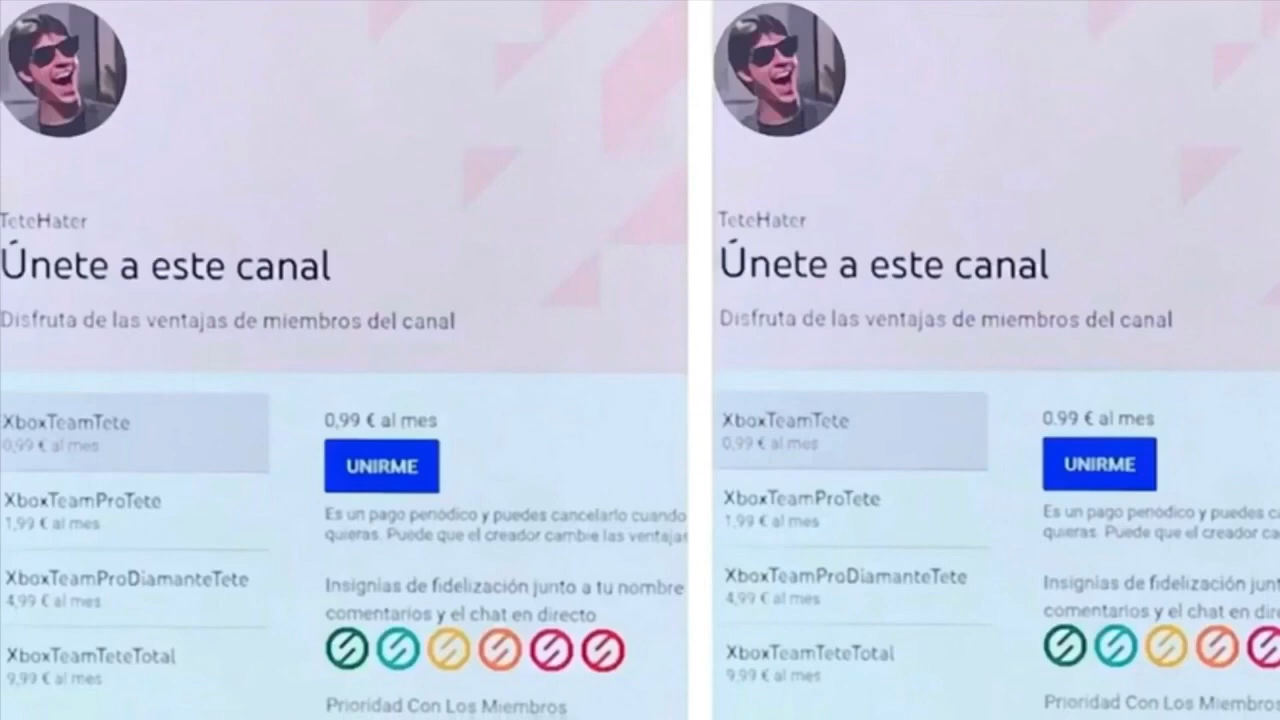 TeteHater
Únete a este canal
Disfruta de las ventajas de miembros del canal
XboxTeamTete
0,99 € al mes
XboxTeamProTete
1,99 € al mes
XboxTeamProDiamanteTete
4,99 € al mes
XboxTeamTeteTotal
9,99 € al mes
0,99 € al mes
UNIRME
Es un pago periódico y puedes cancelarlo cuando
quieras. Puede que el creador cambie las ventajas
Insignias de fidelización junto a tu nombre
comentarios y el chat en directo
Prioridad Con Los Miembros
TeteHater
Únete a este canal
Disfruta de las ventajas de miembros del canal
XboxTeamTete
0,99 € al mes
XboxTeamProTete
1,99 € al mes
XboxTeamProDiamanteTete
4,99 € al mes
XboxTeamTeteTotal
9,99 € al mes
0,99 € al mes
UNIRME
Es un pago periódico y puedes
quieras. Puede que el creador
Insignias de fidelización
comentarios y el chat en
Prioridad Con Los Miembros